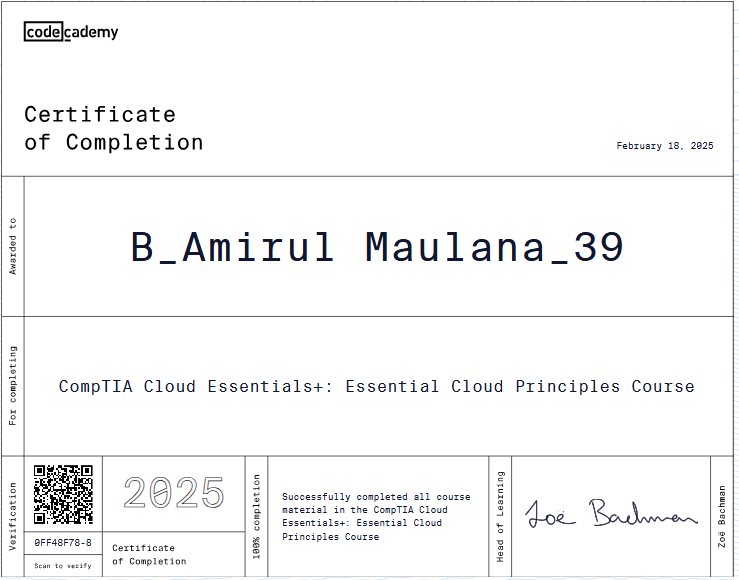 codecademy
Certificate
of Completion
February 18, 2025
Awarded to
B_Amirul Maulana_39
For completing
CompTIA Cloud Essentials+: Essential Cloud Principles Course
Verification
0FF48F78-8
Scan to verify
2025
Certificate
of Completion
100% completion
Successfully completed all course
material in the CompTIA Cloud
Essentials+: Essential Cloud
Principles Course
Head of Learning
Zoë Bachman
Zoë Bachman